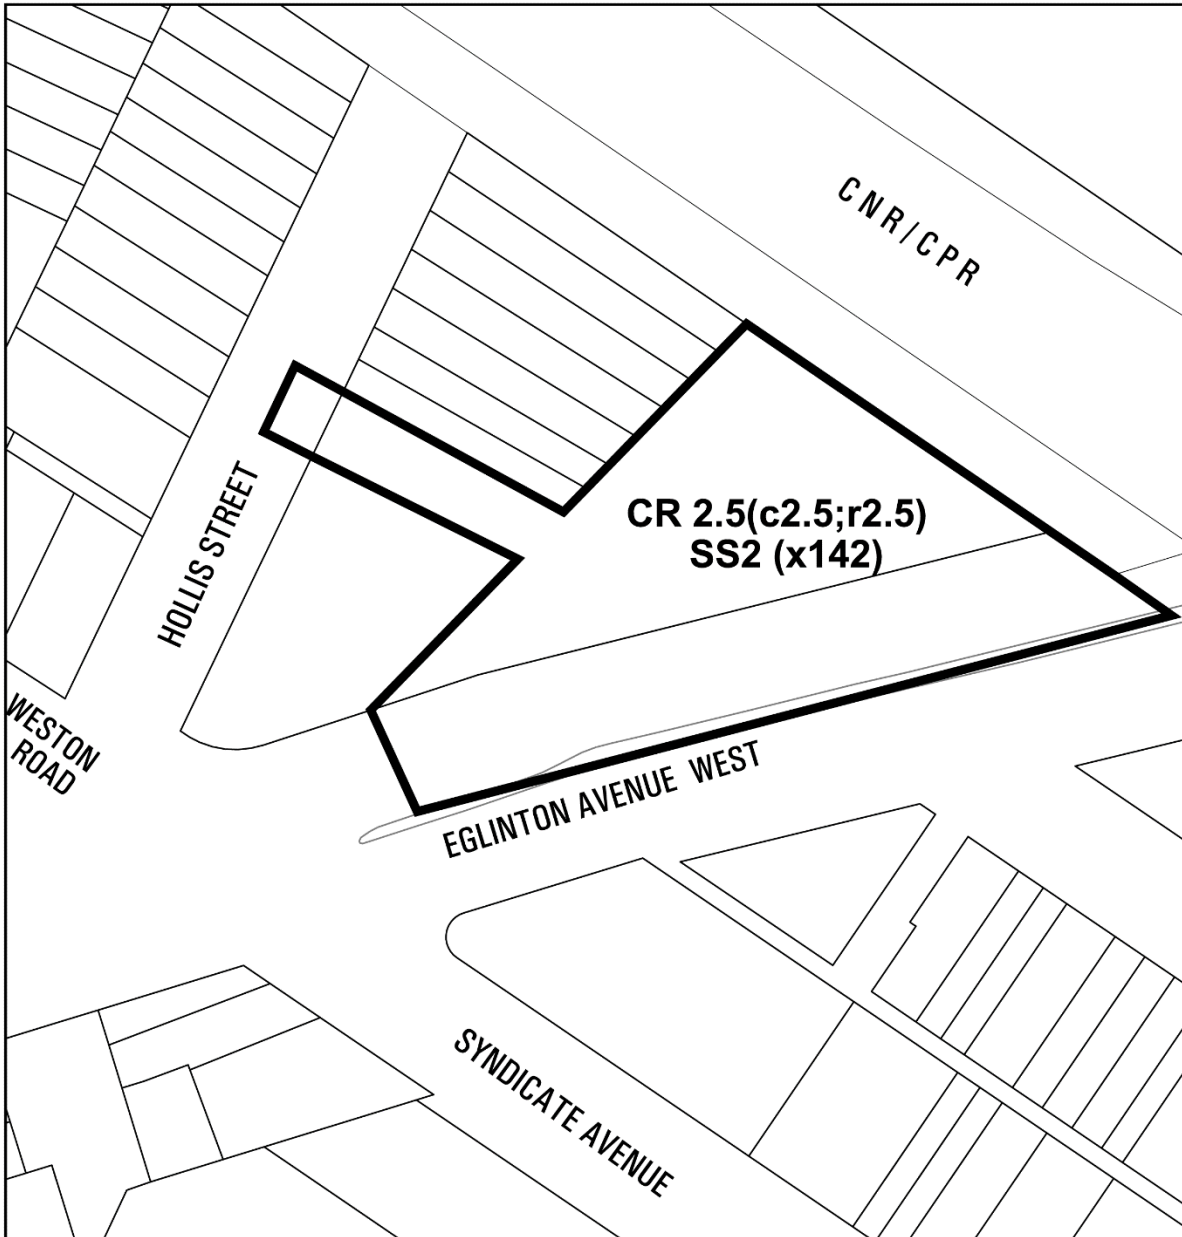 CNR/CPR
CR 2.5(c2.5;r2.5)
SS2 (x142)
HOLLIS STREET
WESTON
ROAD
EGLINTON AVENUE WEST
SYNDICATE AVENUE